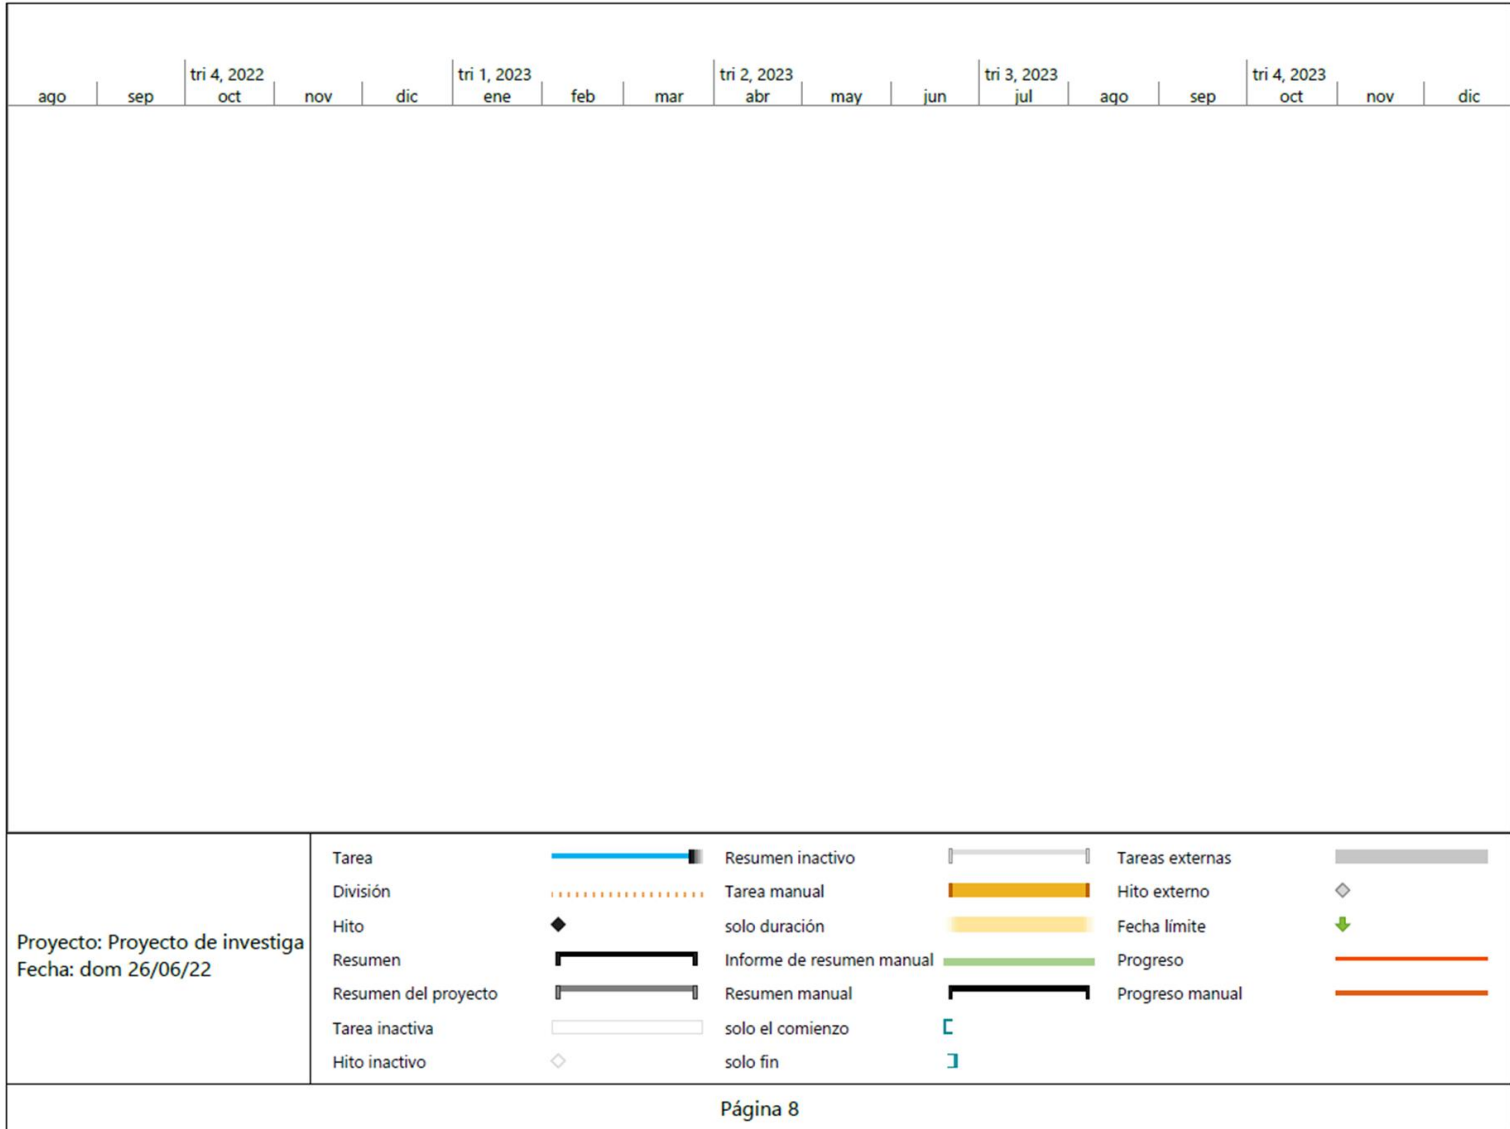 tri 4, 2022 tri 1, 2023 tri 2, 2023 tri 3, 2023 tri 4, 2023
ago sep oct nov dic ene feb mar abr may jun jul ago sep oct nov dic
Proyecto: Proyecto de investiga
Fecha: dom 26/06/22
Tarea
División
Hito
Resumen
Resumen del proyecto
Tarea inactiva
Hito inactivo
Resumen inactivo
Tarea manual
solo duración
Informe de resumen manual
Resumen manual
solo el comienzo
solo fin
Tareas externas
Hito externo
Fecha límite
Progreso
Progreso manual
Página 8